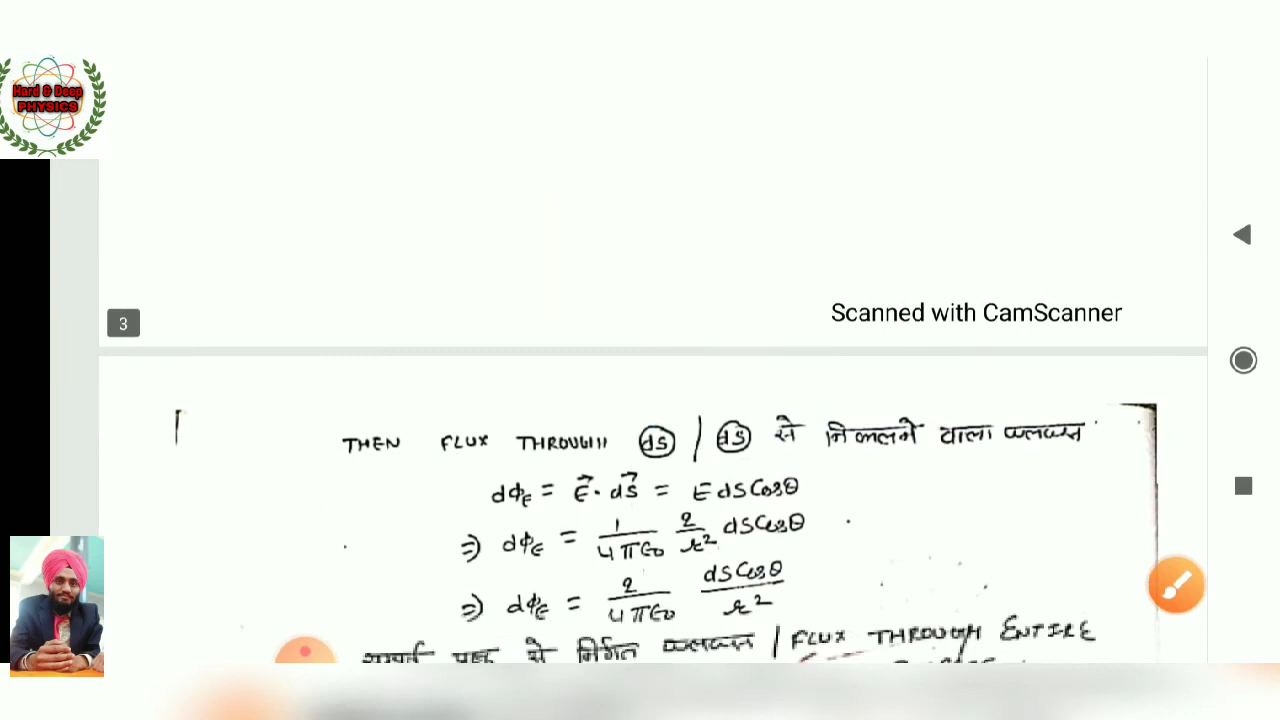 Hard & Deep
PHYSICS
Scanned with CamScanner
3
THEN FLUX THROUGH ds / ds से निकलने वाला फ्लक्स
dϕE = E⃗ . ds⃗ = E ds Cosθ
⇒ dϕE = 1/4πε0 q/r² ds Cosθ
⇒ dϕE = q/4πε0 ds Cosθ/r²
से निर्गत फ्लक्स / FLUX THROUGH ENTIRE